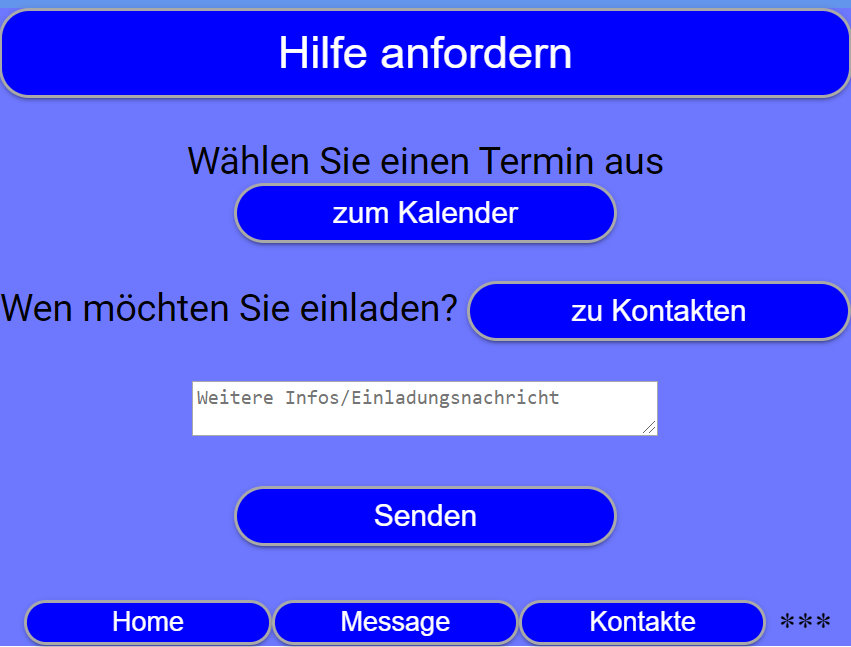 Hilfe anfordern
Wählen Sie einen Termin aus
zum Kalender
Wen möchten Sie einladen? zu Kontakten
Weitere Infos/Einladungsnachricht
Senden
Home Message Kontakte ***